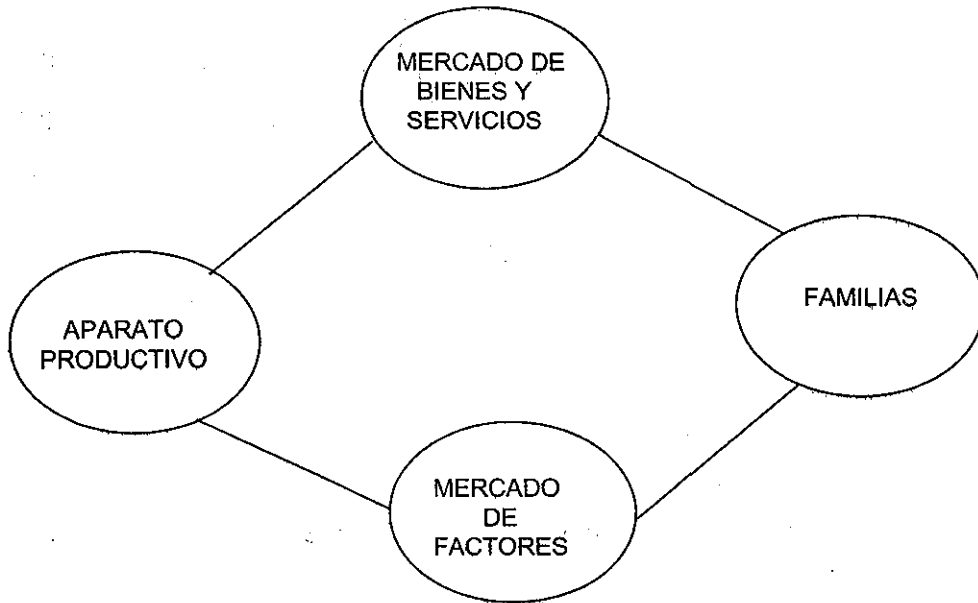 MERCADO DE
BIENES Y
SERVICIOS
FAMILIAS
APARATO
PRODUCTIVO
MERCADO
DE
FACTORES